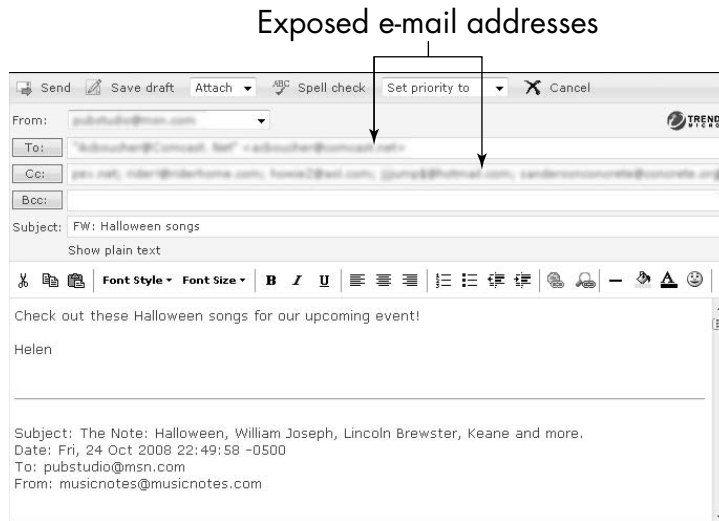 Exposed e-mail addresses
Send Save draft Attach ABC Spell check Set priority to Cancel
From:
TREND MICRO
To:
Cc:
Bcc:
Subject: FW: Halloween songs
Show plain text
Font Style Font Size B I U A
Check out these Halloween songs for our upcoming event!
Helen
Subject: The Note: Halloween, William Joseph, Lincoln Brewster, Keane and more.
Date: Fri, 24 Oct 2008 22:49:58 -0500
To: pubstudio@msn.com
From: musicnotes@musicnotes.com